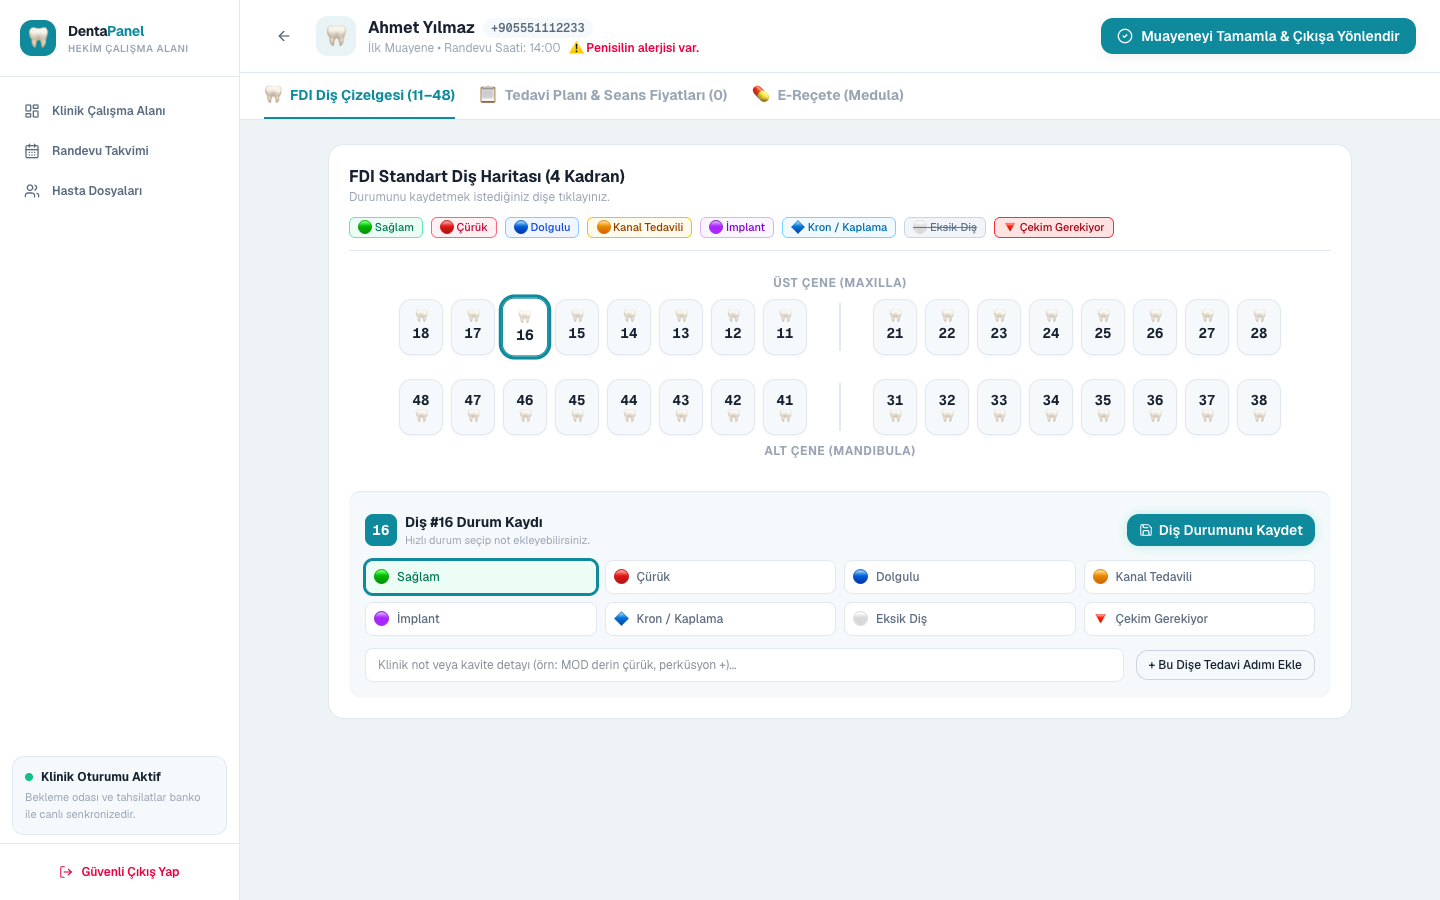 DentaPanel
HEKİM ÇALIŞMA ALANI
Klinik Çalışma Alanı
Randevu Takvimi
Hasta Dosyaları
Klinik Oturumu Aktif
Bekleme odası ve tahsilatlar banko
ile canlı senkronizedir.
Güvenli Çıkış Yap
Ahmet Yılmaz +905551112233
İlk Muayene • Randevu Saati: 14:00 Penisilin alerjisi var.
Muayeneyi Tamamla & Çıkışa Yönlendir
FDI Diş Çizelgesi (11–48) Tedavi Planı & Seans Fiyatları (0) E-Reçete (Medula)
FDI Standart Diş Haritası (4 Kadran)
Durumunu kaydetmek istediğiniz dişe tıklayınız.
Sağlam Çürük Dolgulu Kanal Tedavili İmplant Kron / Kaplama Eksik Diş Çekim Gerekiyor
ÜST ÇENE (MAXILLA)
18 17 16 15 14 13 12 11 21 22 23 24 25 26 27 28
48 47 46 45 44 43 42 41 31 32 33 34 35 36 37 38
ALT ÇENE (MANDIBULA)
16 Diş #16 Durum Kaydı
Hızlı durum seçip not ekleyebilirsiniz.
Diş Durumunu Kaydet
Sağlam Çürük Dolgulu Kanal Tedavili
İmplant Kron / Kaplama Eksik Diş Çekim Gerekiyor
Klinik not veya kavite detayı (örn: MOD derin çürük, perküsyon +)... + Bu Dişe Tedavi Adımı Ekle